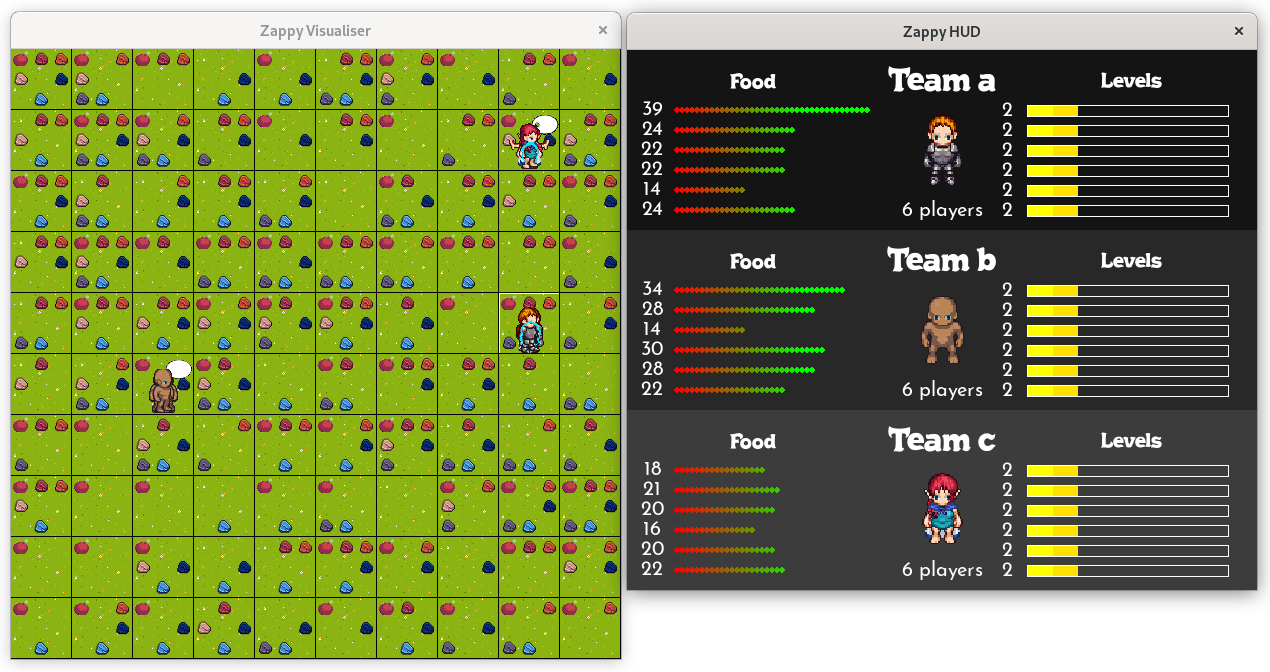 Zappy Visualiser ×
Zappy HUD ×
Food Team a Levels
39 2
24 2
22 2
22 2
14 2
24 6 players 2
Food Team b Levels
34 2
28 2
14 2
30 2
28 2
22 6 players 2
Food Team c Levels
18 2
21 2
20 2
16 2
20 2
22 6 players 2